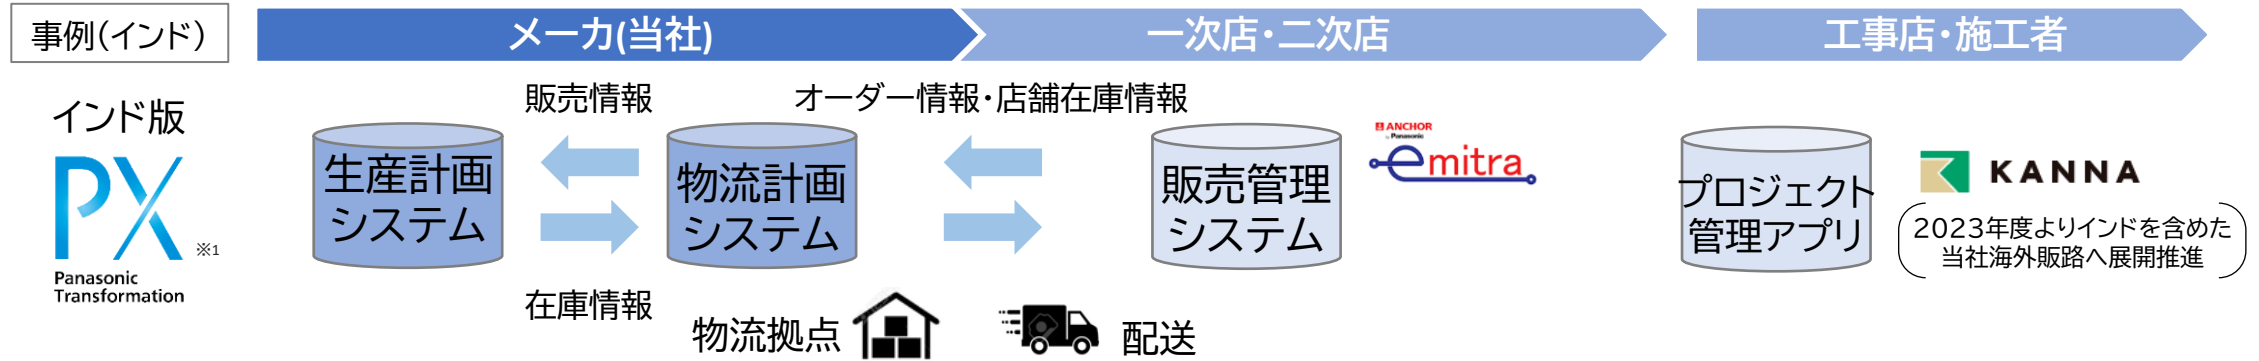 事例(インド)
メーカ(当社)
一次店・二次店
工事店・施工者
インド版
PX
※1
Panasonic
Transformation
販売情報
オーダー情報・店舗在庫情報
生産計画
システム
物流計画
システム
販売管理
システム
ANCHOR
by Panasonic
emitra
プロジェクト
管理アプリ
KANNA
2023年度よりインドを含めた
当社海外販路へ展開推進
在庫情報
物流拠点
配送